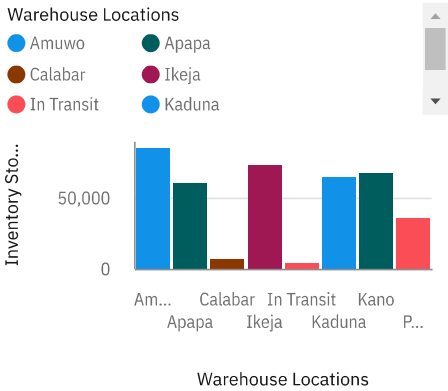 Warehouse Locations
Amuwo Apapa
Calabar Ikeja
In Transit Kaduna
Inventory Sto...
50,000
0
Am... Calabar In Transit Kano
Apapa Ikeja Kaduna P...
Warehouse Locations